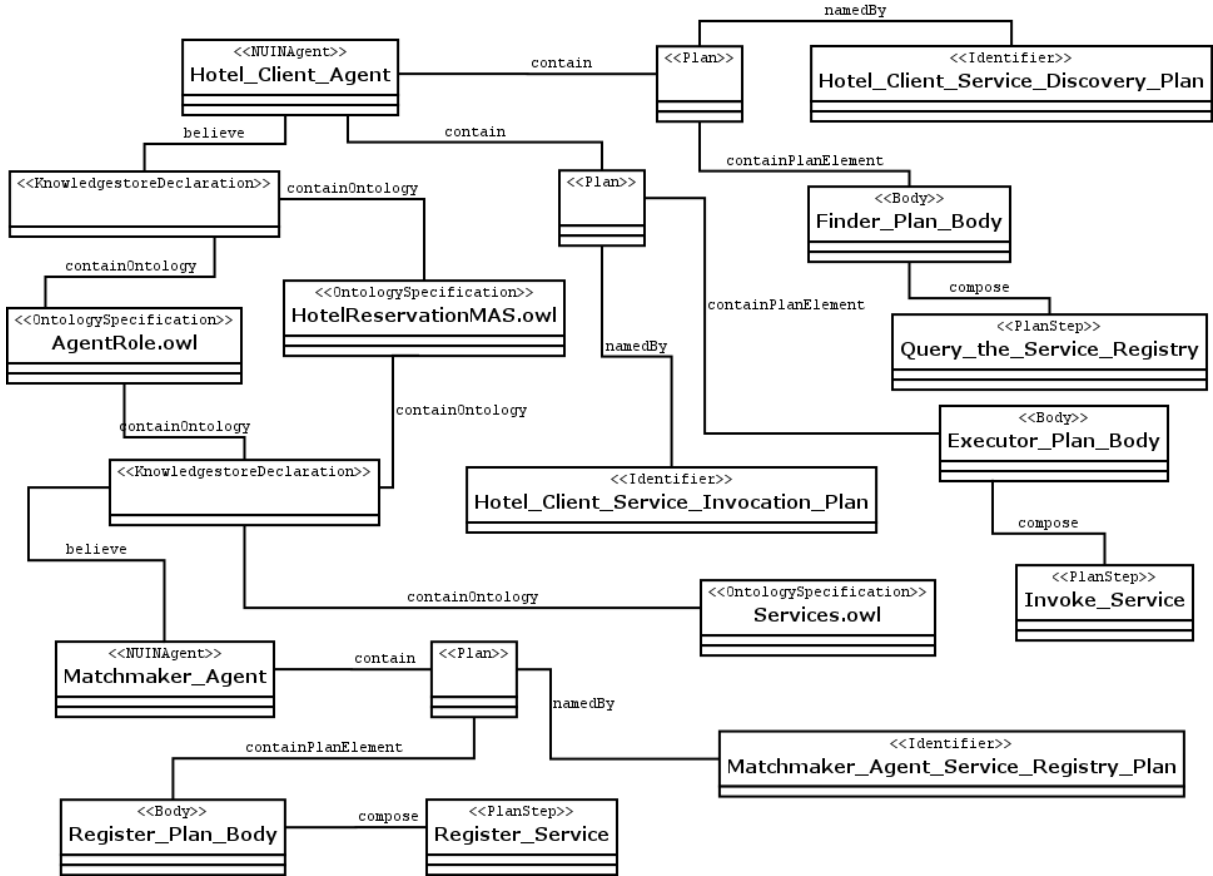 namedBy
<<NUINAgent>>
Hotel_Client_Agent
contain
<<Plan>>
<<Identifier>>
Hotel_Client_Service_Discovery_Plan
believe
contain
containPlanElement
<<KnowledgestoreDeclaration>>
containOntology
<<Plan>>
<<Body>>
Finder_Plan_Body
containOntology
compose
<<OntologySpecification>>
HotelReservationMAS.owl
containPlanElement
<<OntologySpecification>>
AgentRole.owl
<<PlanStep>>
Query_the_Service_Registry
namedBy
containOntology
containOntology
<<Body>>
Executor_Plan_Body
<<KnowledgestoreDeclaration>>
<<Identifier>>
Hotel_Client_Service_Invocation_Plan
compose
believe
<<PlanStep>>
Invoke_Service
containOntology
<<OntologySpecification>>
Services.owl
<<NUINAgent>>
Matchmaker_Agent
contain
<<Plan>>
namedBy
containPlanElement
<<Identifier>>
Matchmaker_Agent_Service_Registry_Plan
<<Body>>
Register_Plan_Body
compose
<<PlanStep>>
Register_Service